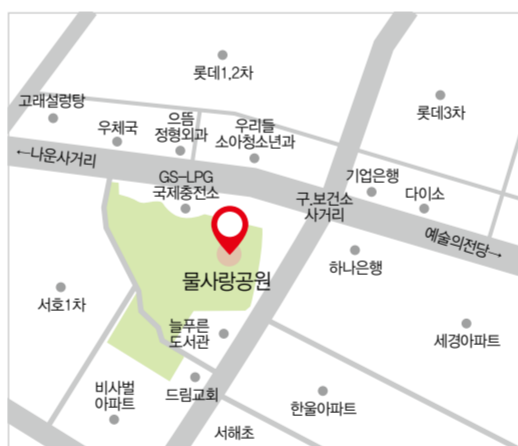 롯데1,2차
롯데3차
고래설렁탕
우체국
으뜸
정형외과
우리들
소아청소년과
←나운사거리
GS-LPG
국제충전소
구.보건소
사거리
기업은행
다이소
예술의전당→
하나은행
물사랑공원
서호1차
늘푸른
도서관
세경아파트
비사벌
아파트
드림교회
한울아파트
서해초